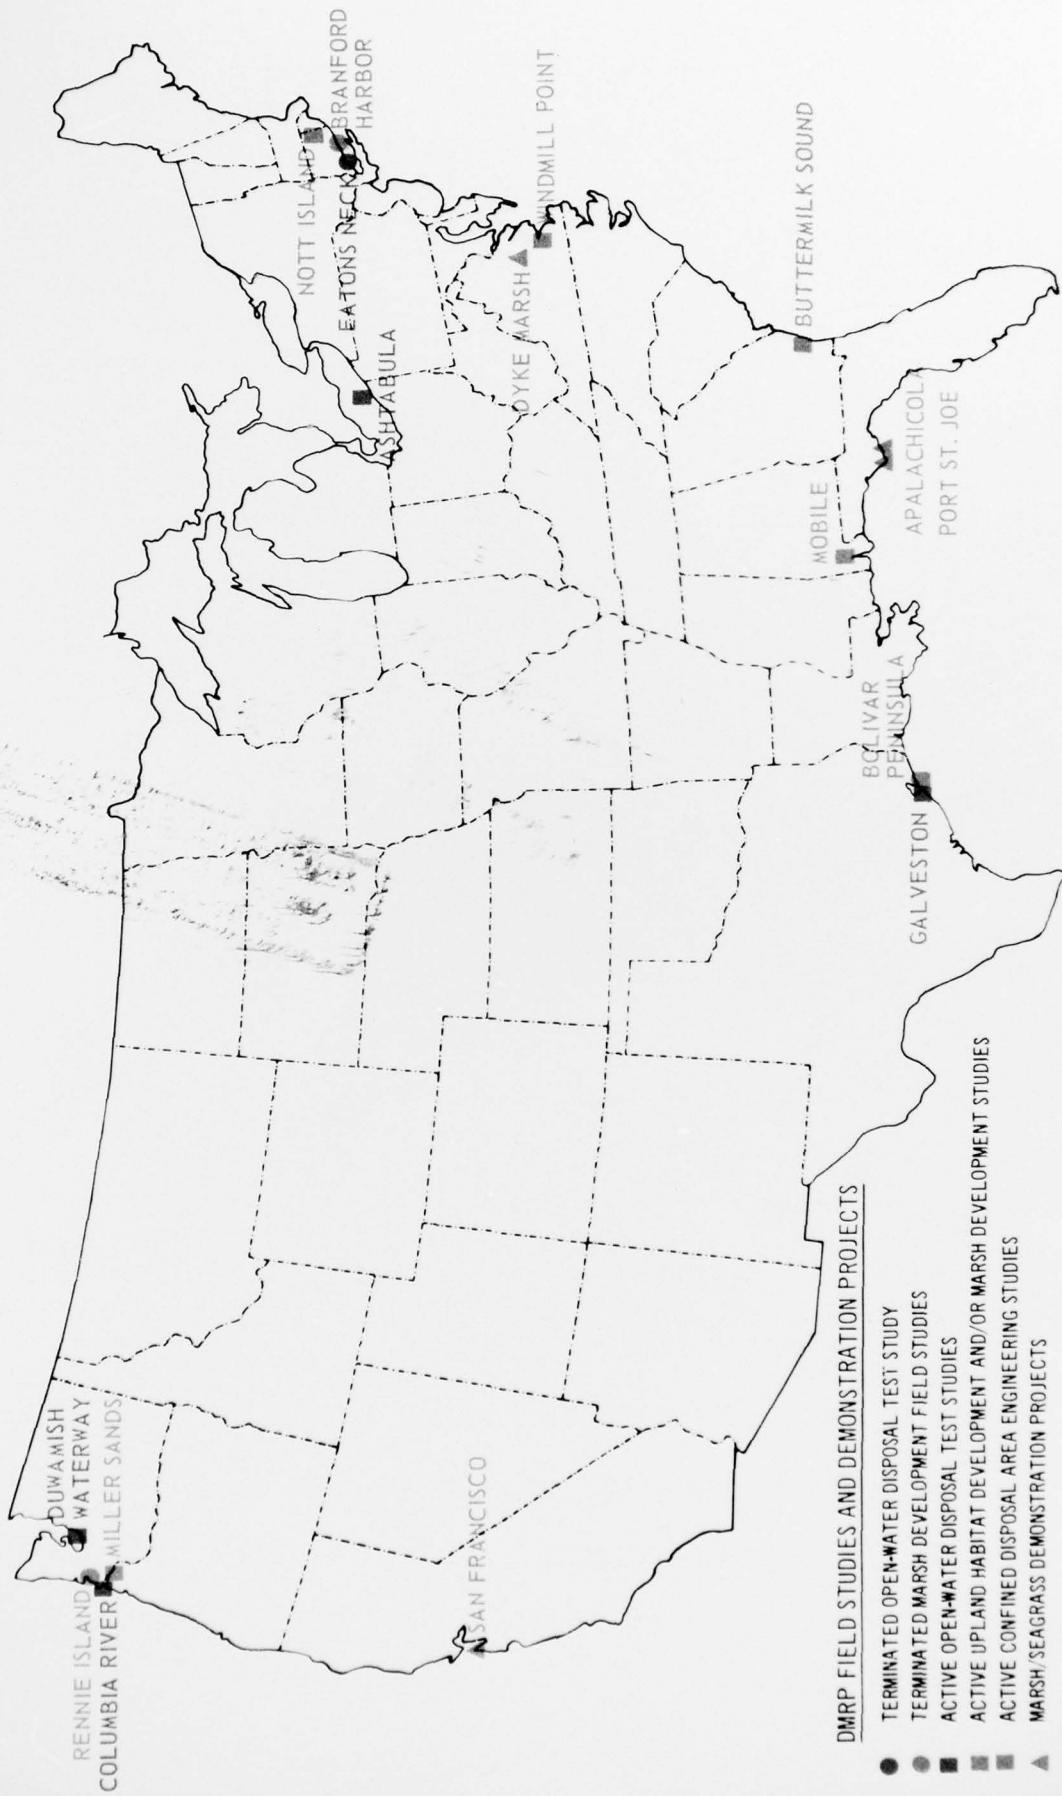 RENNIE ISLAND
COLUMBIA RIVER
DUWAMISH
WATERWAY
MILLER SANDS
SAN FRANCISCO
NOTT ISLAND
BRANFORD
HARBOR
EATONS NECK
ASHTABULA
DYKE MARSH
WINDMILL POINT
BUTTERMILK SOUND
MOBILE
APALACHICOLA
PORT ST. JOE
BOLIVAR
PENINSULA
GALVESTON
DMRP FIELD STUDIES AND DEMONSTRATION PROJECTS
TERMINATED OPEN-WATER DISPOSAL TEST STUDY
TERMINATED MARSH DEVELOPMENT FIELD STUDIES
ACTIVE OPEN-WATER DISPOSAL TEST STUDIES
ACTIVE UPLAND HABITAT DEVELOPMENT AND/OR MARSH DEVELOPMENT STUDIES
ACTIVE CONFINED DISPOSAL AREA ENGINEERING STUDIES
MARSH/SEAGRASS DEMONSTRATION PROJECTS